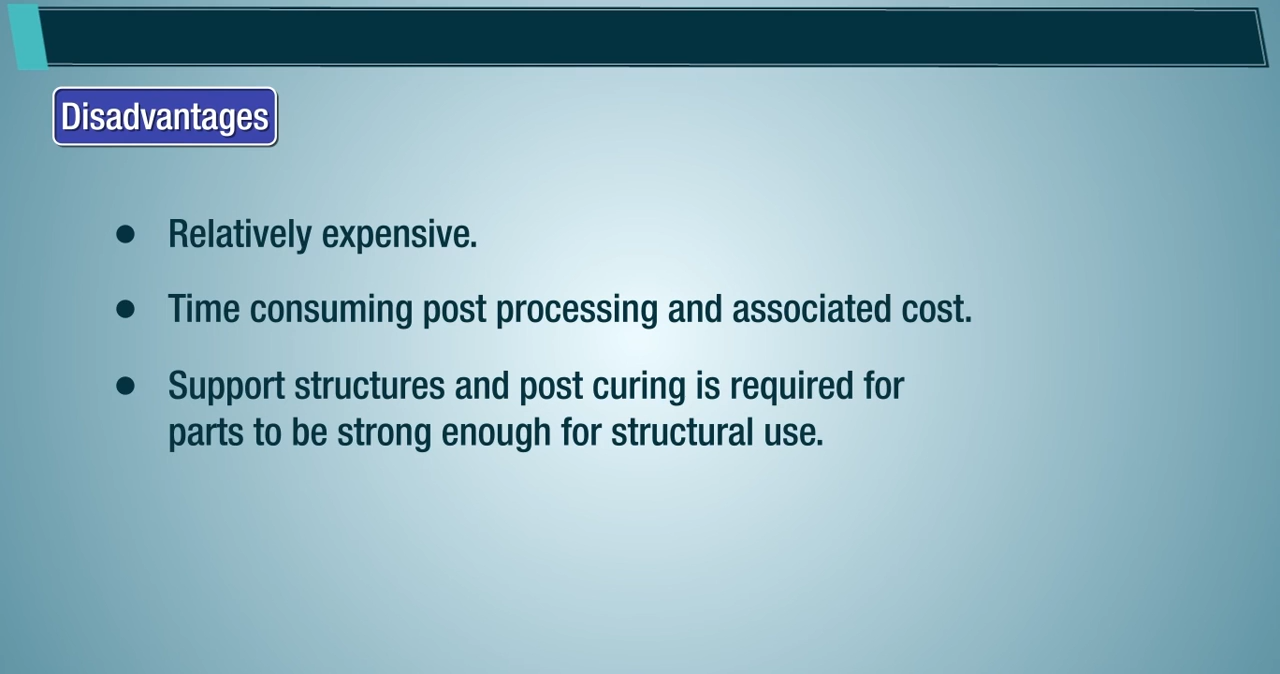 Disadvantages
● Relatively expensive.
● Time consuming post processing and associated cost.
● Support structures and post curing is required for
parts to be strong enough for structural use.